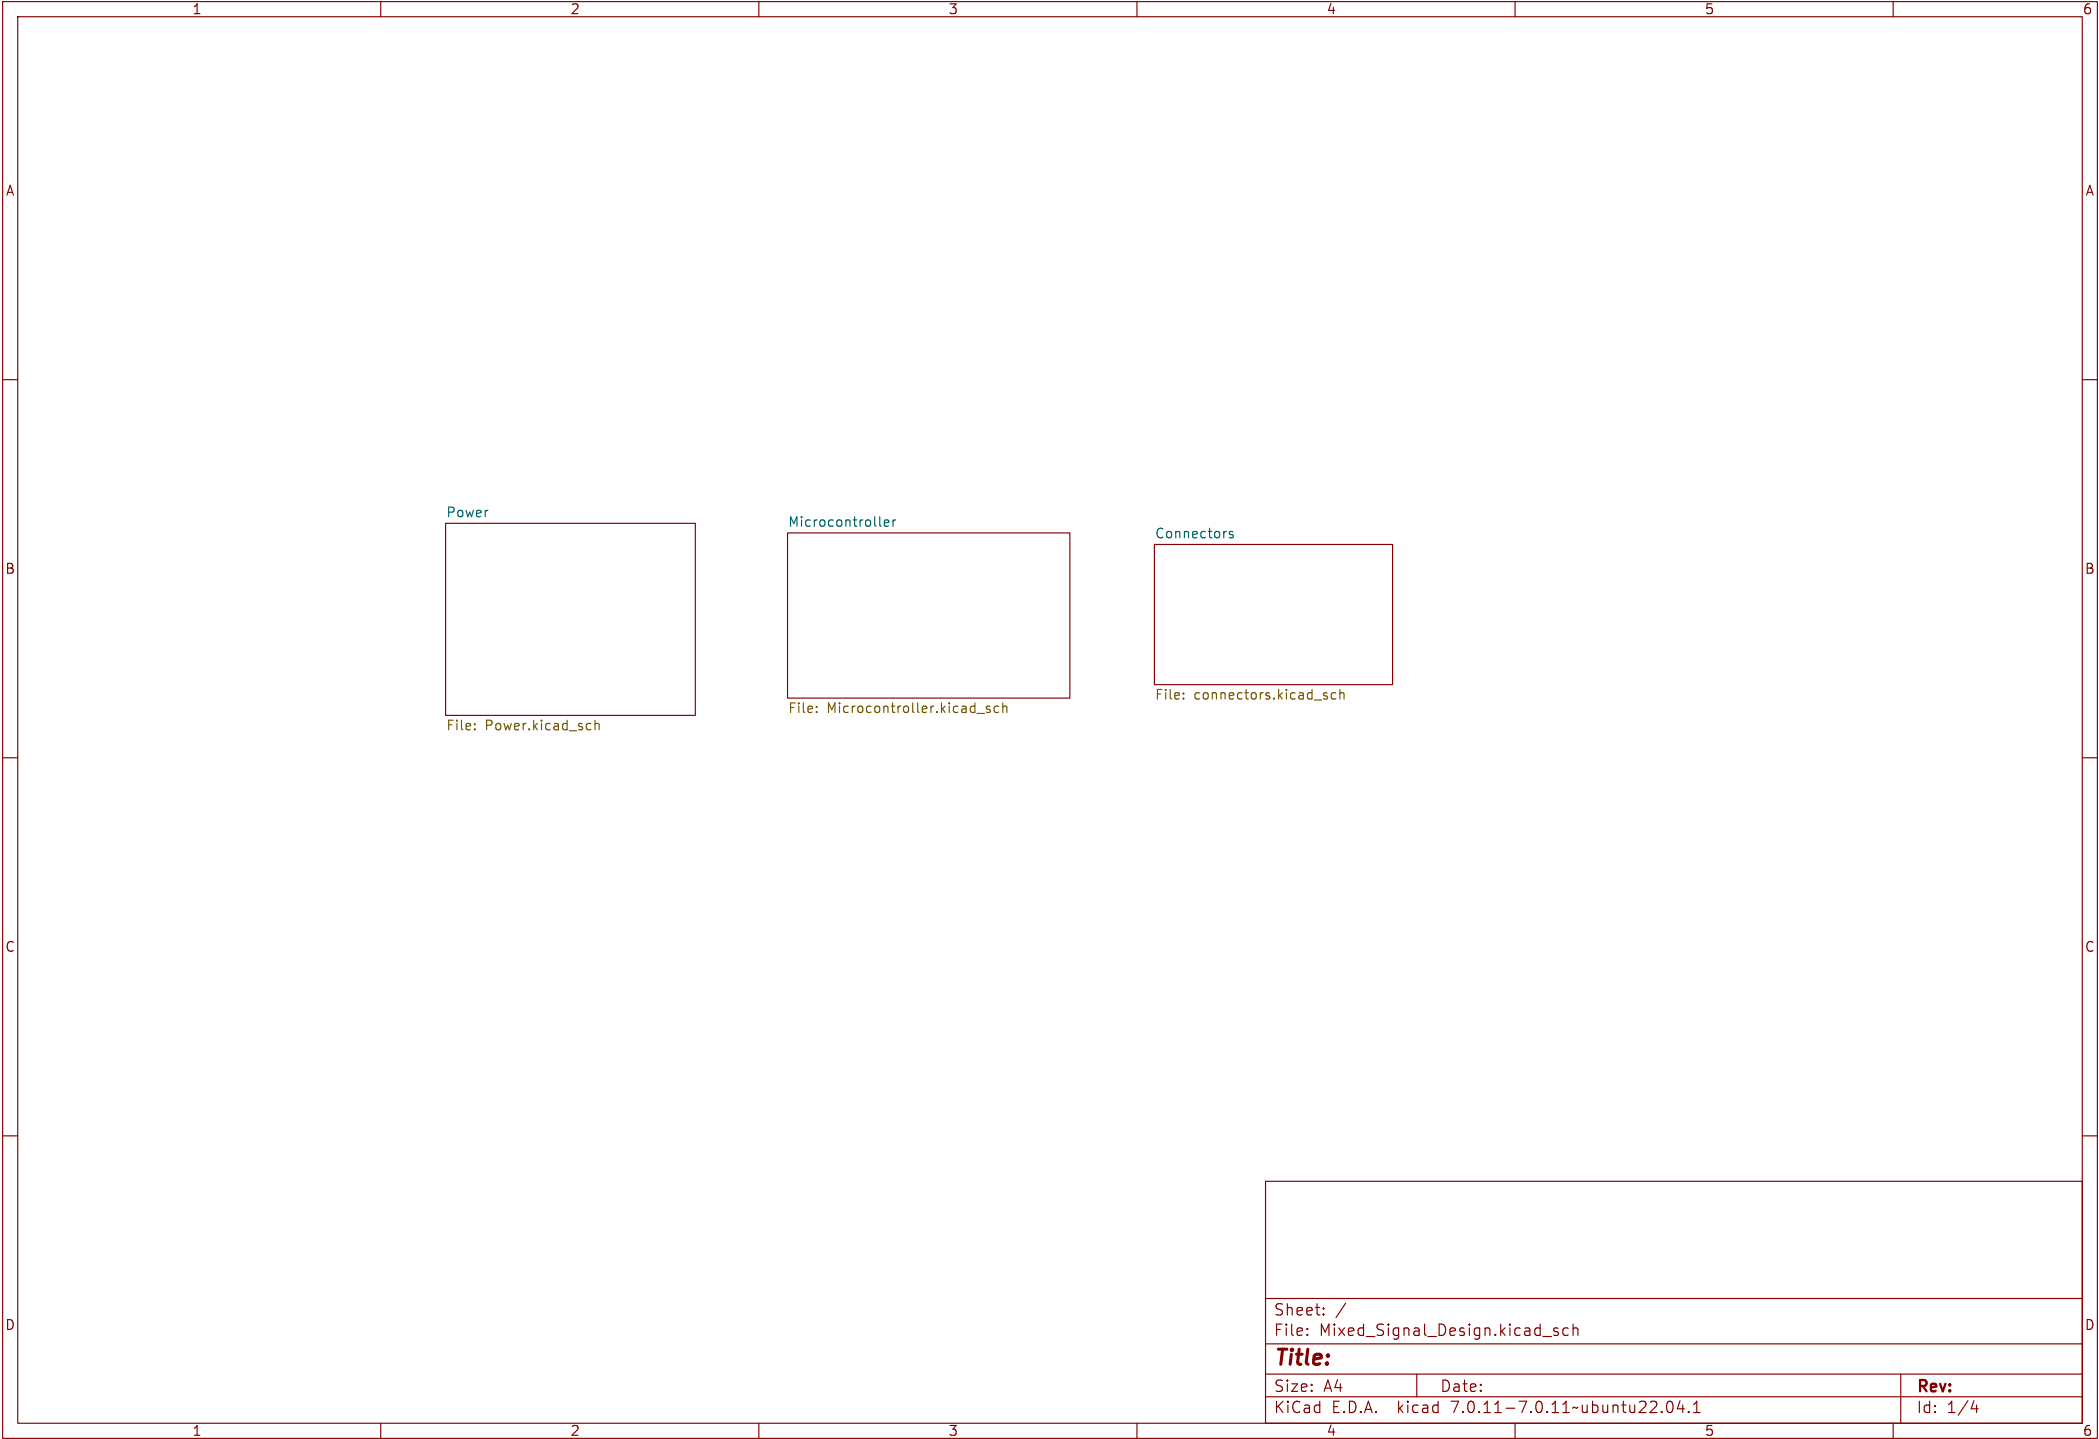 1 2 3 4 5 6
A A
Power
Microcontroller
Connectors
B B
File: connectors.kicad_sch
File: Microcontroller.kicad_sch
File: Power.kicad_sch
C C
Sheet: /
D D
File: Mixed_Signal_Design.kicad_sch
Title:
Size: A4 Date: Rev:
KiCad E.D.A. kicad 7.0.11-7.0.11~ubuntu22.04.1 Id: 1/4
1 2 3 4 5 6